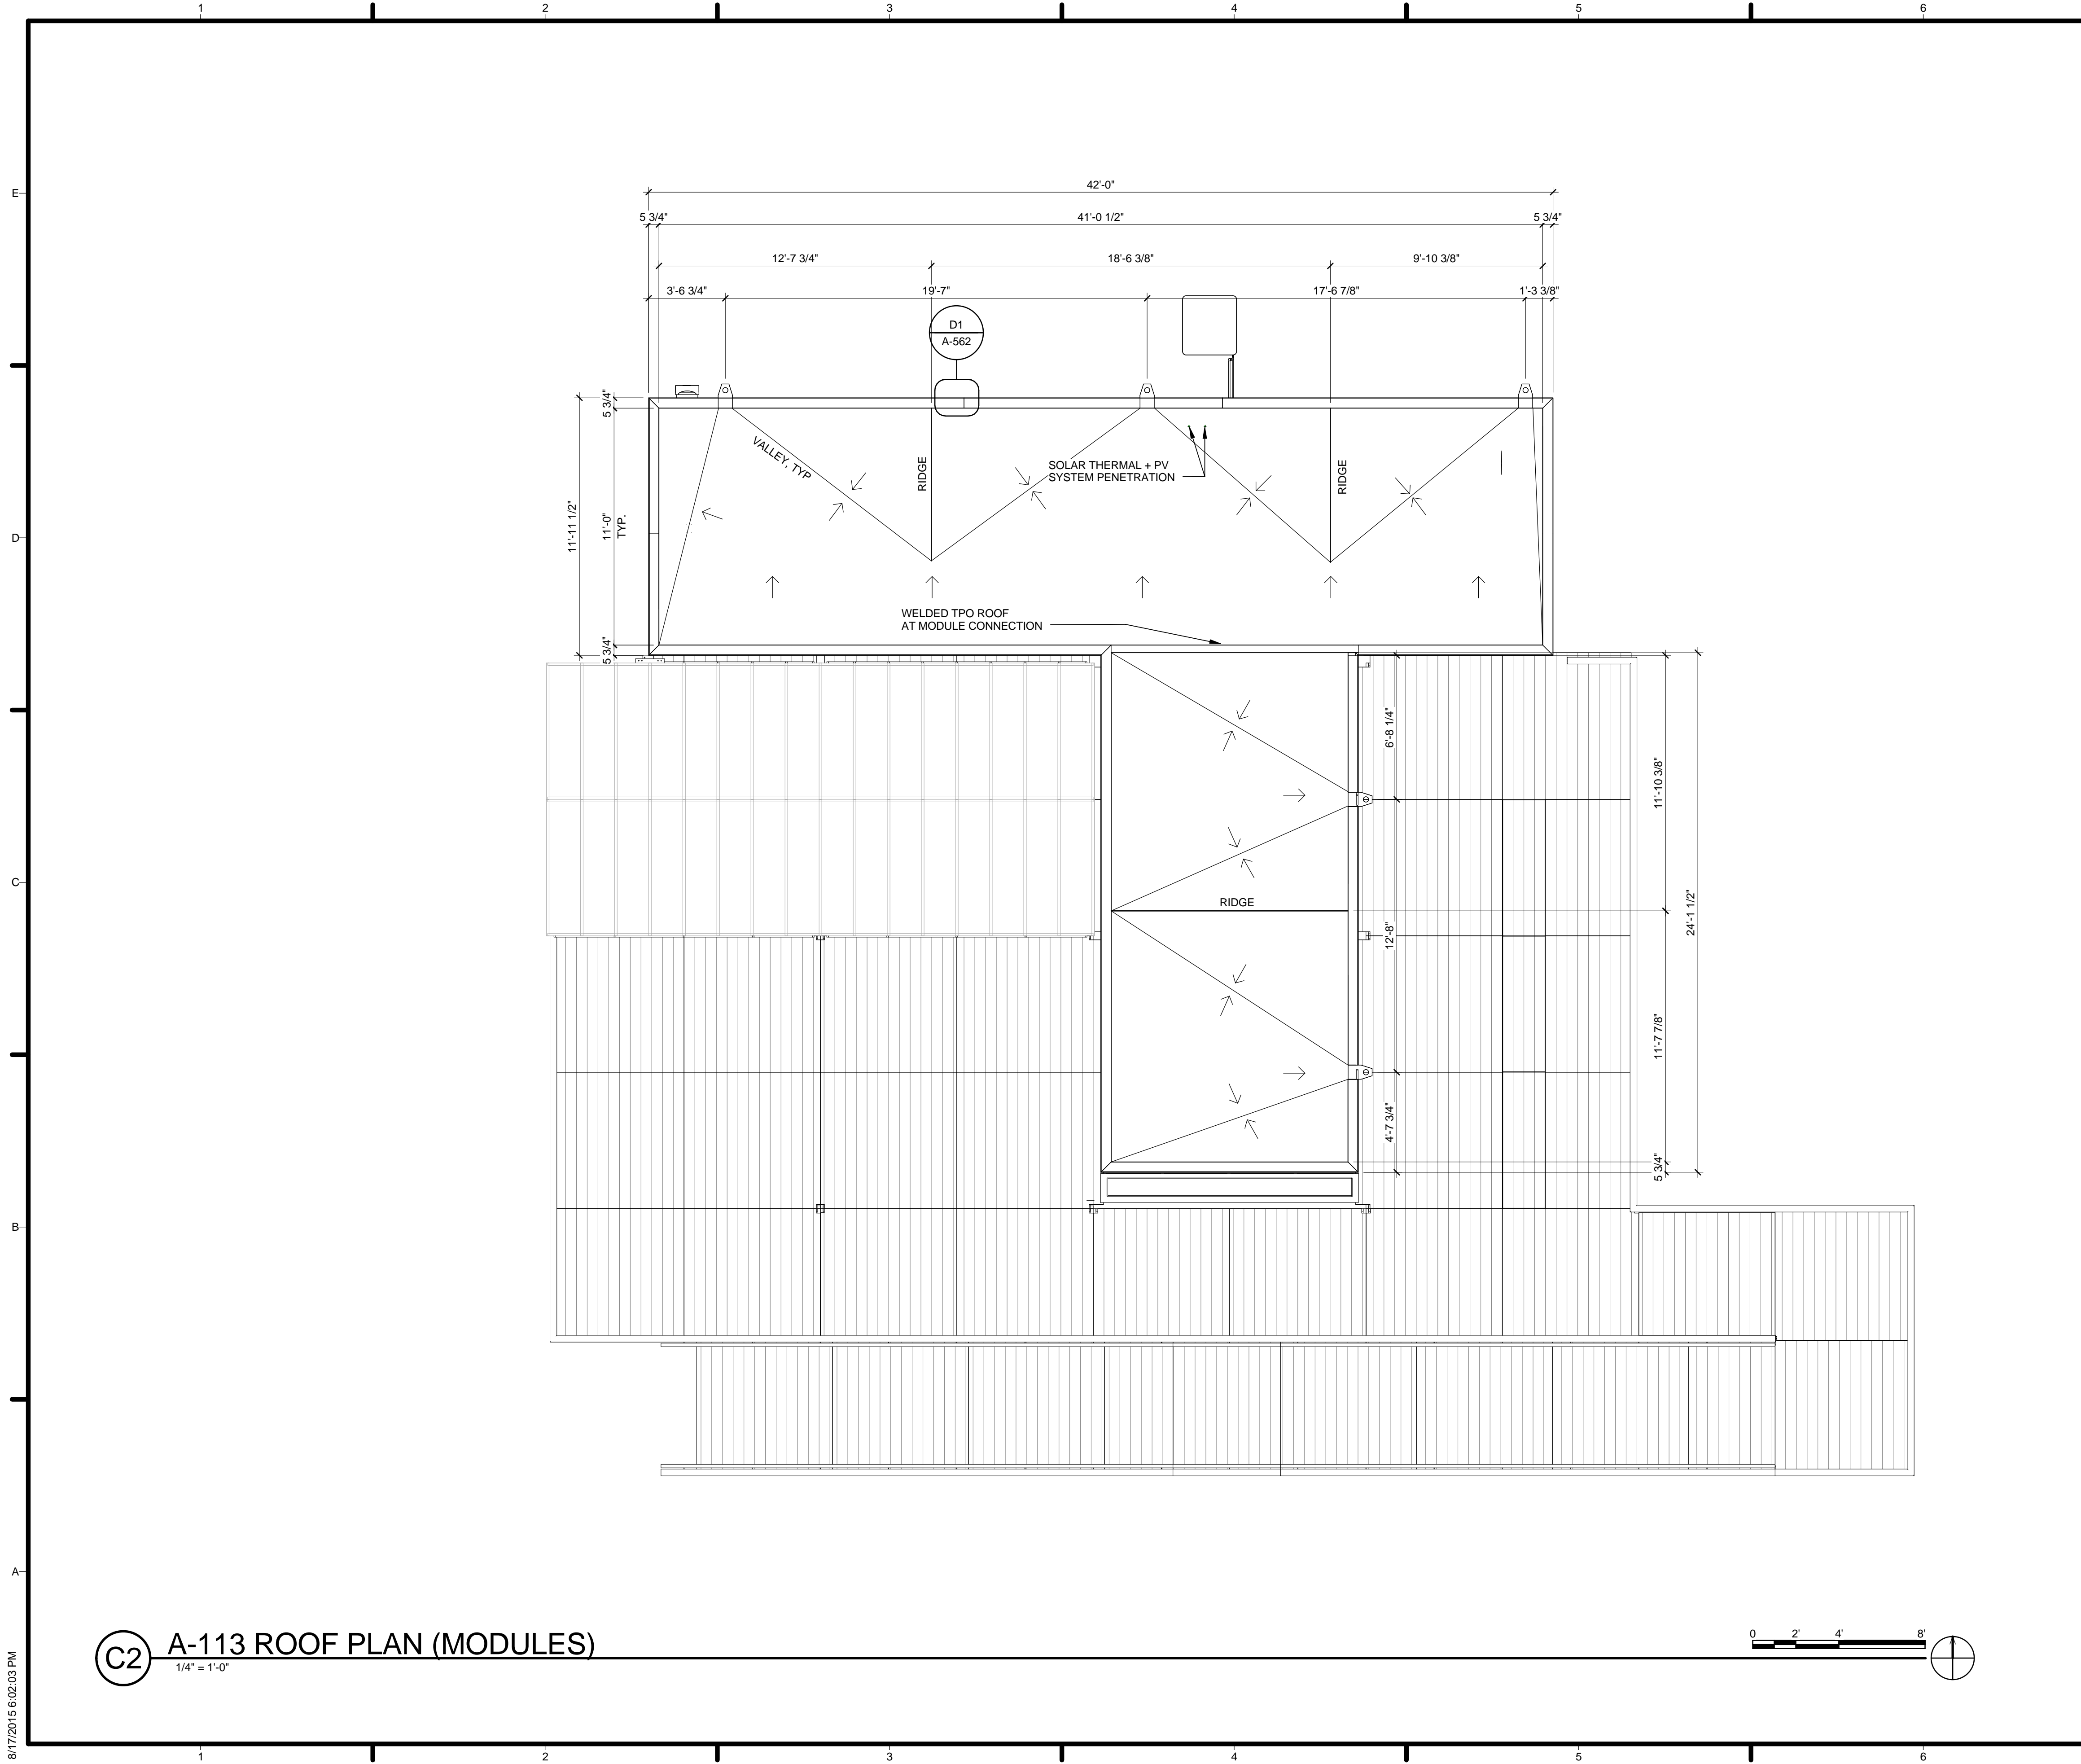 1 2 3 4 5 6
E
D
C
B
A
42'-0"
5 3/4" 41'-0 1/2" 5 3/4"
12'-7 3/4" 18'-6 3/8" 9'-10 3/8"
3'-6 3/4" 19'-7" 17'-6 7/8" 1'-3 3/8"
D1
A-562
5 3/4"
11'-11 1/2"
11'-0"
TYP.
5 3/4"
VALLEY, TYP
RIDGE
SOLAR THERMAL + PV
SYSTEM PENETRATION
RIDGE
WELDED TPO ROOF
AT MODULE CONNECTION
6'-8 1/4"
11'-10 3/8"
RIDGE
12'-8"
24'-1 1/2"
11'-7 7/8"
4'-7 3/4"
5 3/4"
C2
A-113 ROOF PLAN (MODULES)
1/4" = 1'-0"
0 2' 4' 8'
8/17/2015 6:02:03 PM
1 2 3 4 5 6